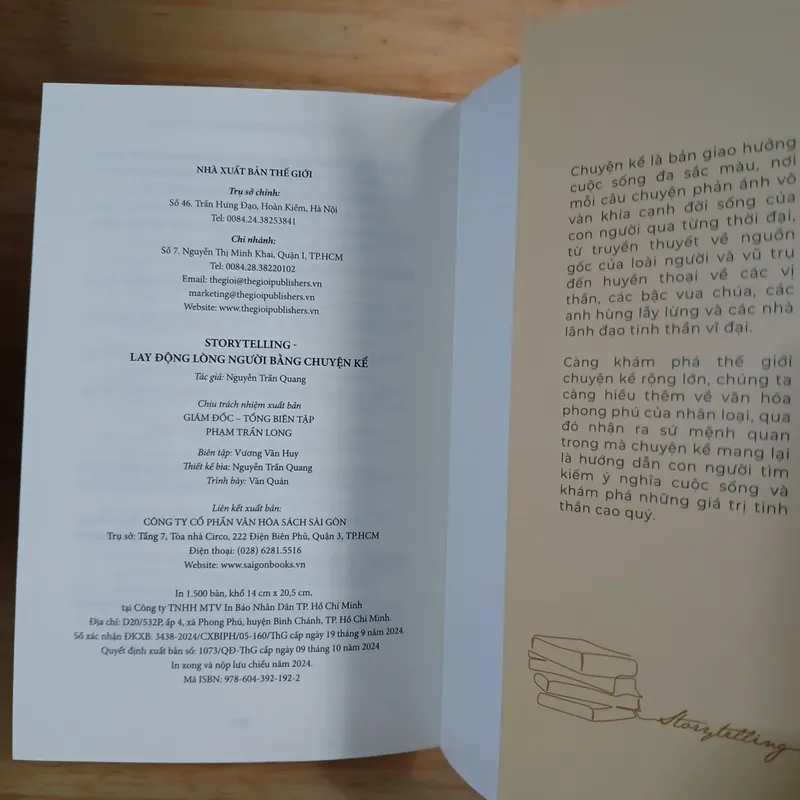 NHÀ XUẤT BẢN THẾ GIỚI
Trụ sở chính:
Số 46. Trần Hưng Đạo, Hoàn Kiếm, Hà Nội
Tel: 0084.24.38253841
Chi nhánh:
Số 7. Nguyễn Thị Minh Khai, Quận I, TP.HCM
Tel: 0084.28.38220102
Email: thegioi@thegioipublishers.vn
marketing@thegioipublishers.vn
Website: www.thegioipublishers.vn
STORYTELLING -
LAY ĐỘNG LÒNG NGƯỜI BẰNG CHUYỆN KỂ
Tác giả: Nguyễn Trần Quang
Chịu trách nhiệm xuất bản
GIÁM ĐỐC – TỔNG BIÊN TẬP
PHẠM TRẦN LONG
Biên tập: Vương Văn Huy
Thiết kế bìa: Nguyễn Trần Quang
Trình bày: Văn Quán
Liên kết xuất bản:
CÔNG TY CỔ PHẦN VĂN HÓA SÁCH SÀI GÒN
Trụ sở: Tầng 7, Tòa nhà Circo, 222 Điện Biên Phủ, Quận 3, TP.HCM
Điện thoại: (028) 6281.5516
Website: www.saigonbooks.vn
In 1.500 bản, khổ 14 cm x 20,5 cm,
tại Công ty TNHH MTV In Báo Nhân Dân TP. Hồ Chí Minh
Địa chỉ: D20/532P, ấp 4, xã Phong Phú, huyện Bình Chánh, TP. Hồ Chí Minh.
Số xác nhận ĐKXB: 3438-2024/CXBIPH/05-160/ThG cấp ngày 19 tháng 9 năm 2024.
Quyết định xuất bản số: 1073/QĐ-ThG cấp ngày 09 tháng 10 năm 2024
In xong và nộp lưu chiểu năm 2024.
Mã ISBN: 978-604-392-192-2
Chuyện kể là bản giao hưởng
cuộc sống đa sắc màu, nơi
mỗi câu chuyện phản ánh vô
vàn khía cạnh đời sống của
con người qua từng thời đại,
từ truyền thuyết về nguồn
gốc của loài người và vũ trụ
đến huyền thoại về các vị
thần, các bậc vua chúa, các
anh hùng lẫy lừng và các nhà
lãnh đạo tinh thần vĩ đại.
Càng khám phá thế giới
chuyện kể rộng lớn, chúng ta
càng hiểu thêm về văn hóa
phong phú của nhân loại, qua
đó nhận ra sứ mệnh quan
trọng mà chuyện kể mang lại
là hướng dẫn con người tìm
kiếm ý nghĩa cuộc sống và
khám phá những giá trị tinh
thần cao quý.
Storytelling